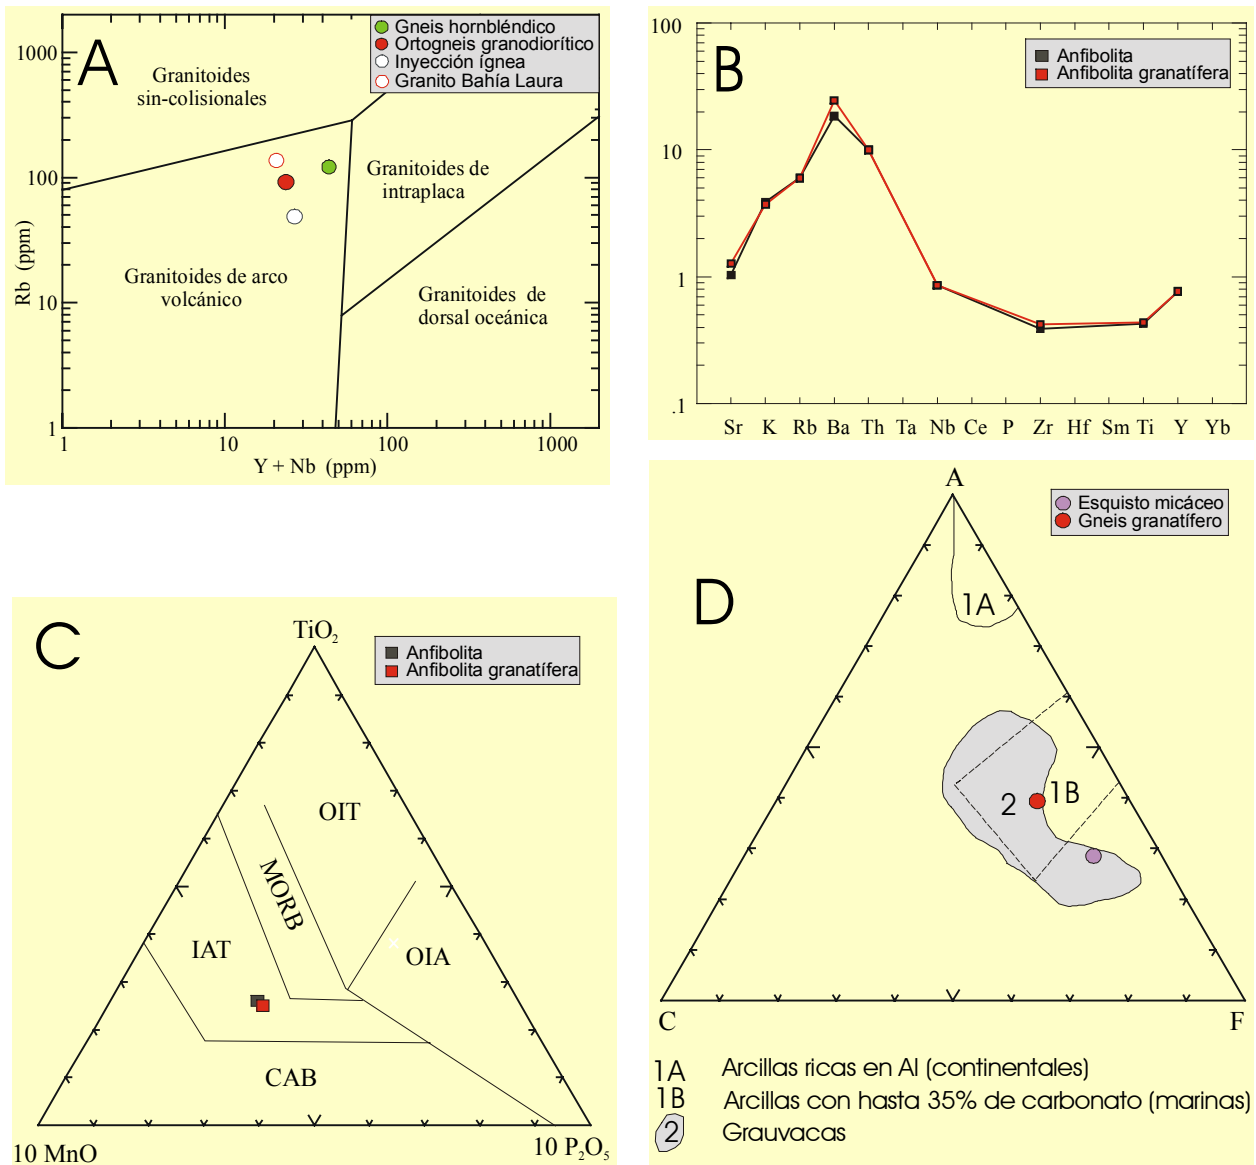 A
Gneis hornbléndico
Ortogneis granodiorítico
Inyección ígnea
Granito Bahía Laura
Granitoides
sin-colisionales
Granitoides de
intraplaca
Granitoides de arco
volcánico
Granitoides de
dorsal oceánica
Rb (ppm)
1000
100
10
1
1
10
100
1000
Y + Nb (ppm)
B
Anfibolita
Anfibolita granatífera
100
10
1
.1
Sr K Rb Ba Th Ta Nb Ce P Zr Hf Sm Ti Y Yb
C
TiO₂
Anfibolita
Anfibolita granatífera
OIT
MORB
IAT
OIA
CAB
10 MnO
10 P₂O₅
D
A
Esquisto micáceo
Gneis granatífero
1A
1B
2
C
F
1A Arcillas ricas en Al (continentales)
1B Arcillas con hasta 35% de carbonato (marinas)
2 Grauvacas